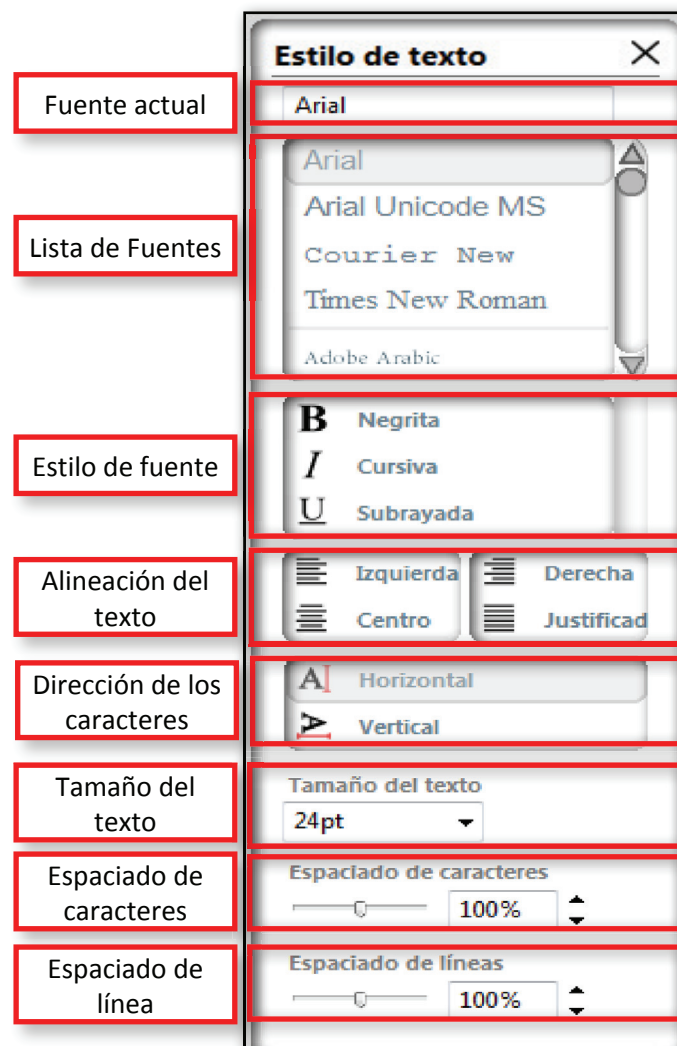 Estilo de texto
Fuente actual
Arial
Lista de Fuentes
Arial
Arial Unicode MS
Courier New
Times New Roman
Adobe Arabic
Estilo de fuente
B Negrita
I Cursiva
U Subrayada
Alineación del
texto
Izquierda Derecha
Centro Justificad
Dirección de los
caracteres
A Horizontal
A Vertical
Tamaño del
texto
Tamaño del texto
24pt
Espaciado de
caracteres
Espaciado de caracteres
100%
Espaciado de
línea
Espaciado de líneas
100%